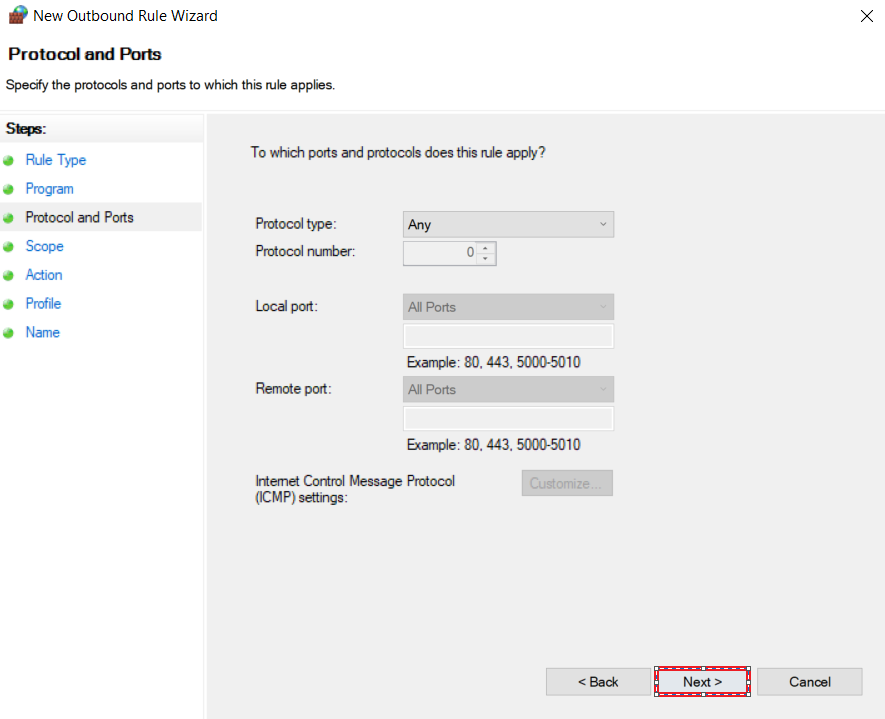 New Outbound Rule Wizard
Protocol and Ports
Specify the protocols and ports to which this rule applies.
Steps:
Rule Type
Program
Protocol and Ports
Scope
Action
Profile
Name
To which ports and protocols does this rule apply?
Protocol type: Any
Protocol number: 0
Local port: All Ports
Example: 80, 443, 5000-5010
Remote port: All Ports
Example: 80, 443, 5000-5010
Internet Control Message Protocol
(ICMP) settings:
Customize...
< Back Next > Cancel